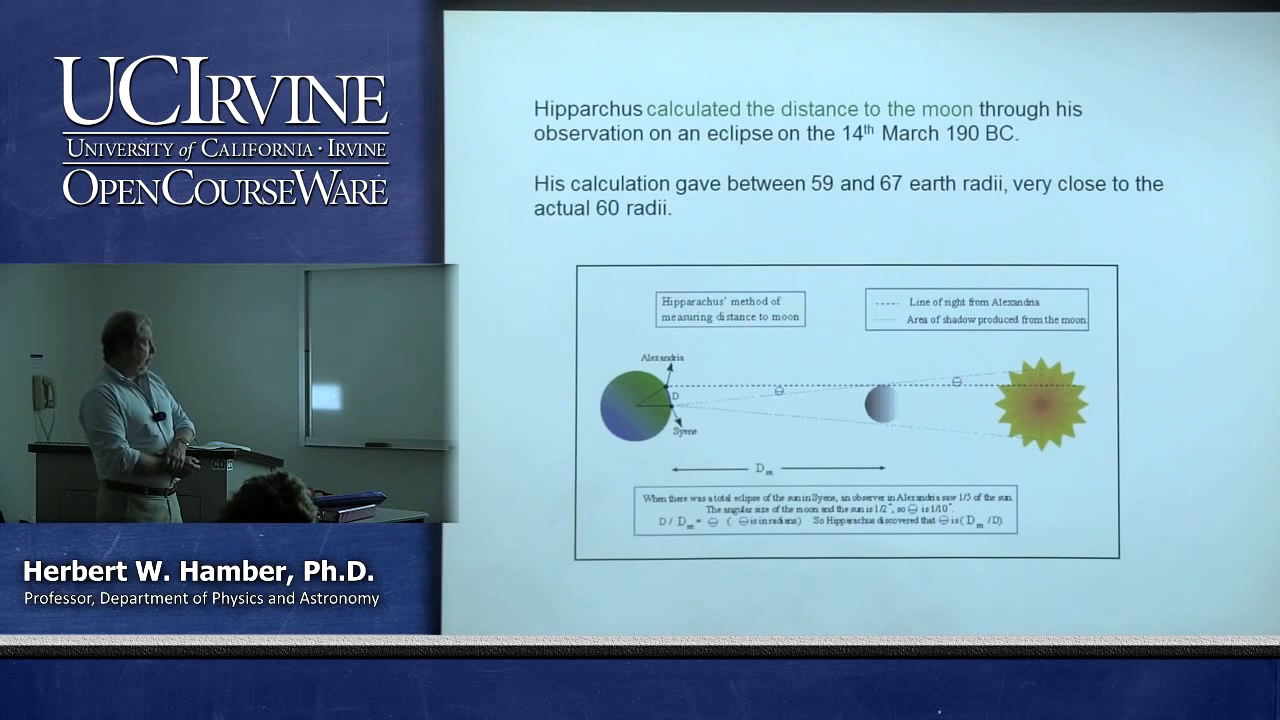 UCIRVINE
UNIVERSITY of CALIFORNIA · IRVINE
OPENCOURSEWARE
Hipparchus calculated the distance to the moon through his
observation on an eclipse on the 14th March 190 BC.
His calculation gave between 59 and 67 earth radii, very close to the
actual 60 radii.
Hipparachus' method of
measuring distance to moon
Line of sight from Alexandria
Area of shadow produced from the moon.
Alexandria
D
Syene
Θ
Θ
Dm
When there was a total eclipse of the sun in Syene, an observer in Alexandria saw 1/5 of the sun.
The angular size of the moon and the sun is 1/2°, so Θ is 1/10°.
D / Dm = Θ ( Θ is in radians) So Hipparchus discovered that Θ is ( Dm / D).
Herbert W. Hamber, Ph.D.
Professor, Department of Physics and Astronomy